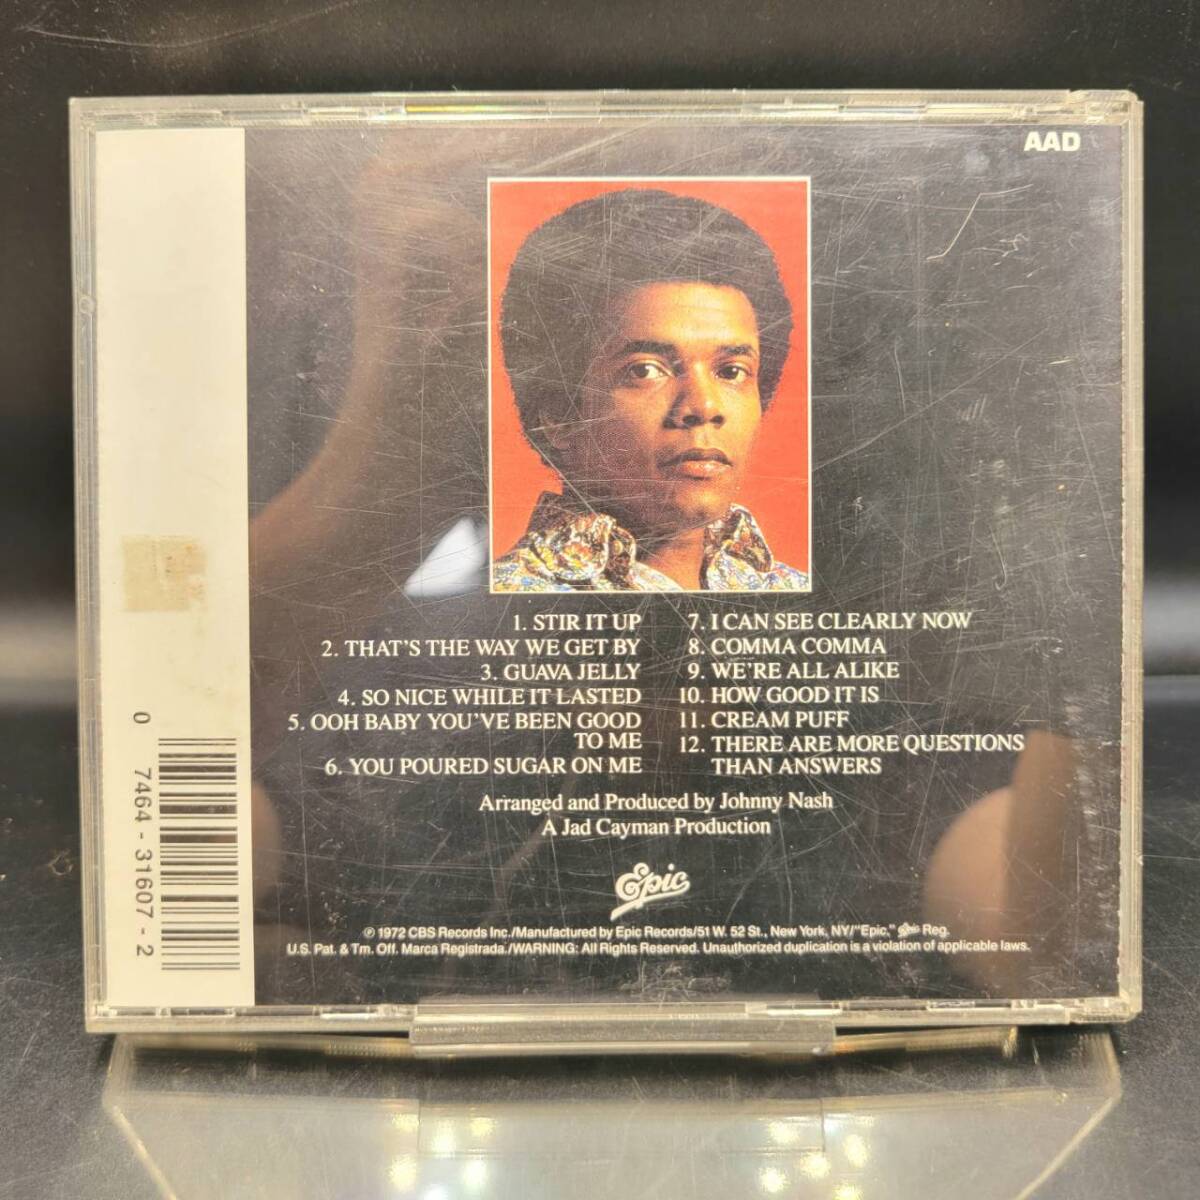 AAD
1. STIR IT UP
2. THAT'S THE WAY WE GET BY
3. GUAVA JELLY
4. SO NICE WHILE IT LASTED
5. OOH BABY YOU'VE BEEN GOOD
TO ME
6. YOU POURED SUGAR ON ME
7. I CAN SEE CLEARLY NOW
8. COMMA COMMA
9. WE'RE ALL ALIKE
10. HOW GOOD IT IS
11. CREAM PUFF
12. THERE ARE MORE QUESTIONS
THAN ANSWERS
Arranged and Produced by Johnny Nash
A Jad Cayman Production
Epic
℗ 1972 CBS Records Inc./Manufactured by Epic Records/51 W. 52 St., New York, NY/"Epic," Epic Reg.
U.S. Pat. & Tm. Off. Marca Registrada./WARNING: All Rights Reserved. Unauthorized duplication is a violation of applicable laws.
0 7464-31607-2